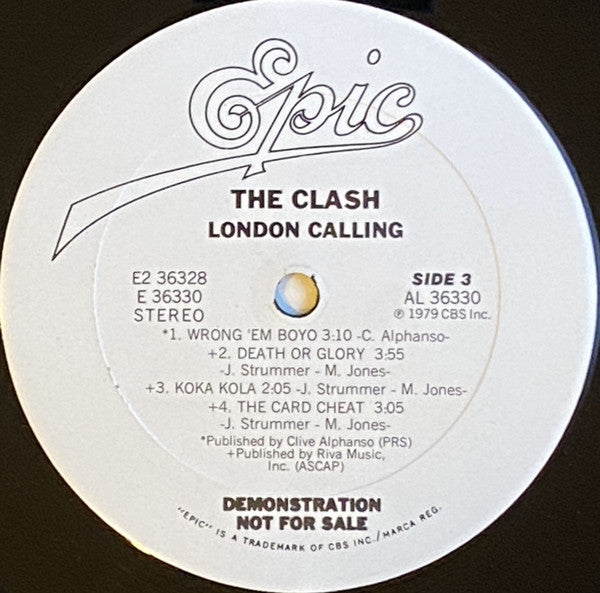 Epic
THE CLASH
LONDON CALLING
E2 36328
E 36330
STEREO
SIDE 3
AL 36330
℗ 1979 CBS Inc.
*1. WRONG 'EM BOYO 3:10 -C. Alphanso-
+2. DEATH OR GLORY 3:55
-J. Strummer - M. Jones-
+3. KOKA KOLA 2:05 -J. Strummer - M. Jones-
+4. THE CARD CHEAT 3:05
-J. Strummer - M. Jones-
*Published by Clive Alphanso (PRS)
+Published by Riva Music,
Inc. (ASCAP)
DEMONSTRATION
NOT FOR SALE
"EPIC" IS A TRADEMARK OF CBS INC./MARCA REG.